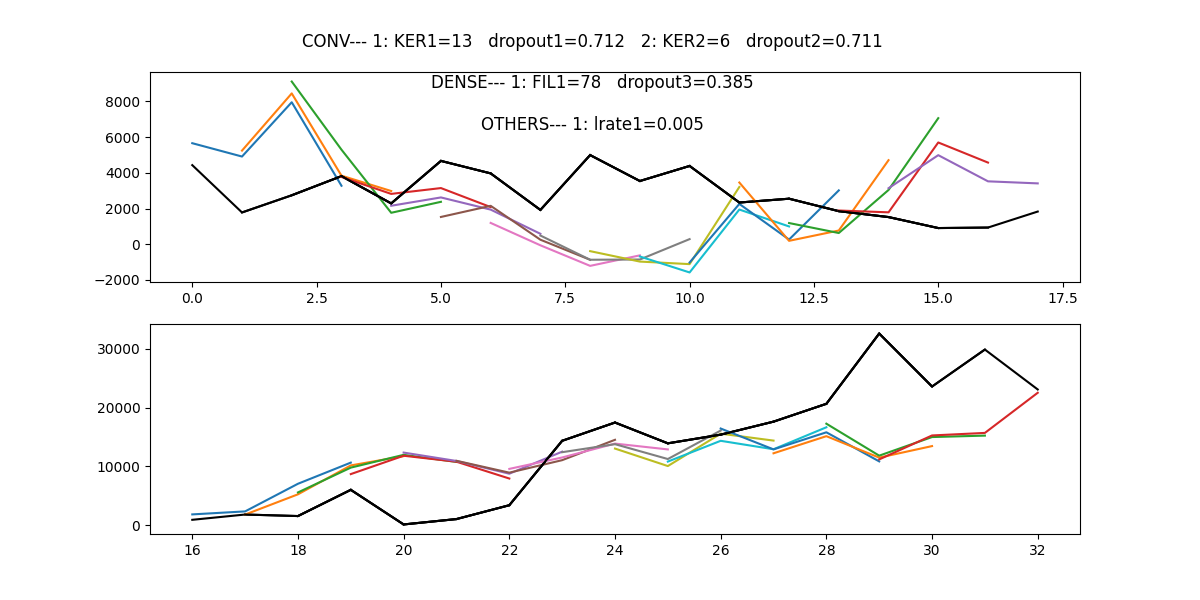 CONV--- 1: KER1=13   dropout1=0.712   2: KER2=6   dropout2=0.711
DENSE--- 1: FIL1=78   dropout3=0.385
OTHERS--- 1: lrate1=0.005
8000
6000
4000
2000
0
−2000
0.0 2.5 5.0 7.5 10.0 12.5 15.0 17.5
30000
20000
10000
0
16 18 20 22 24 26 28 30 32